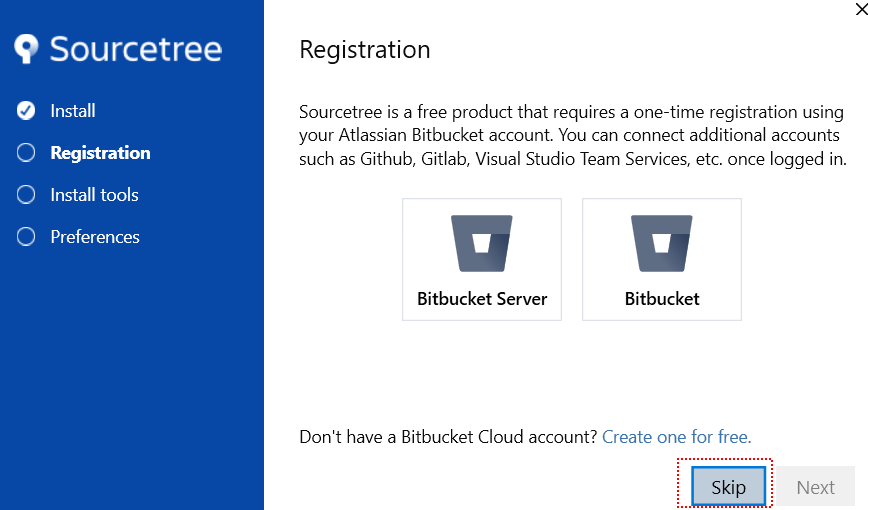 Sourcetree
Install
Registration
Install tools
Preferences
Registration
Sourcetree is a free product that requires a one-time registration using
your Atlassian Bitbucket account. You can connect additional accounts
such as Github, Gitlab, Visual Studio Team Services, etc. once logged in.
Bitbucket Server
Bitbucket
Don't have a Bitbucket Cloud account? Create one for free.
Skip
Next